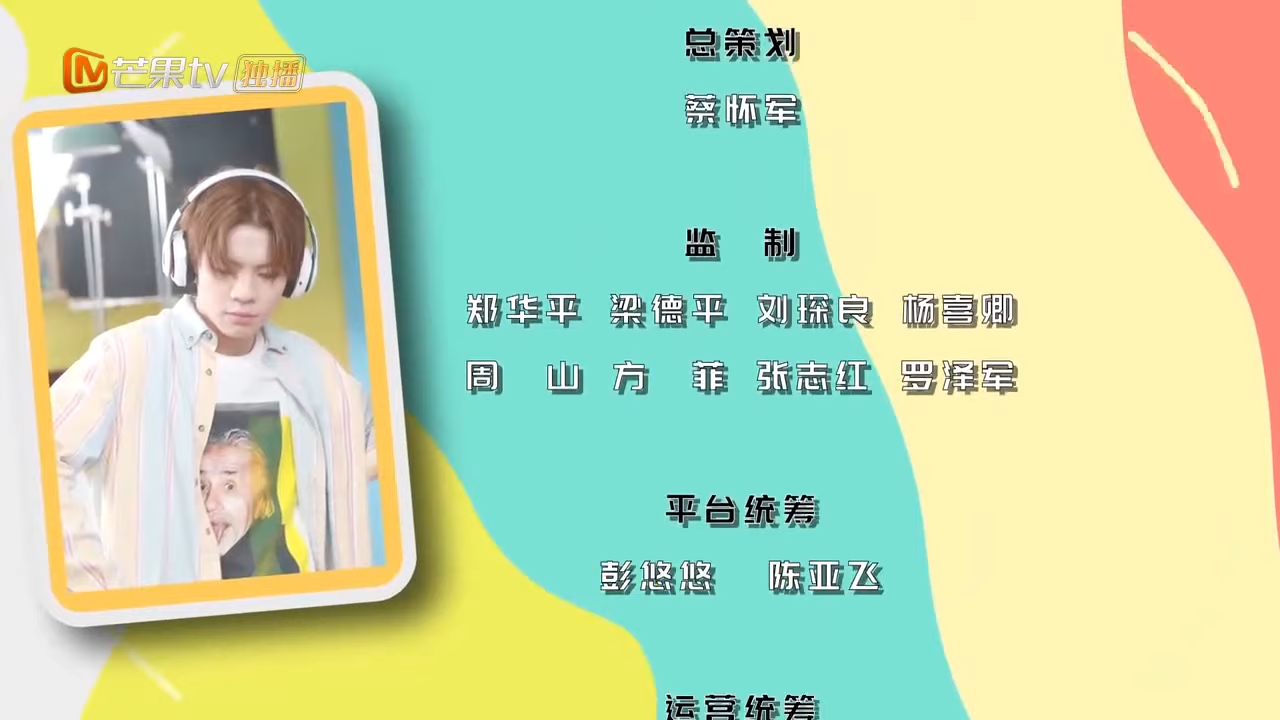 芒果tv 独播
总策划
蔡怀军
监 制
郑华平 梁德平 刘琛良 杨喜卿
周 山 方 菲 张志红 罗泽军
平台统筹
彭悠悠 陈亚飞
运营统筹